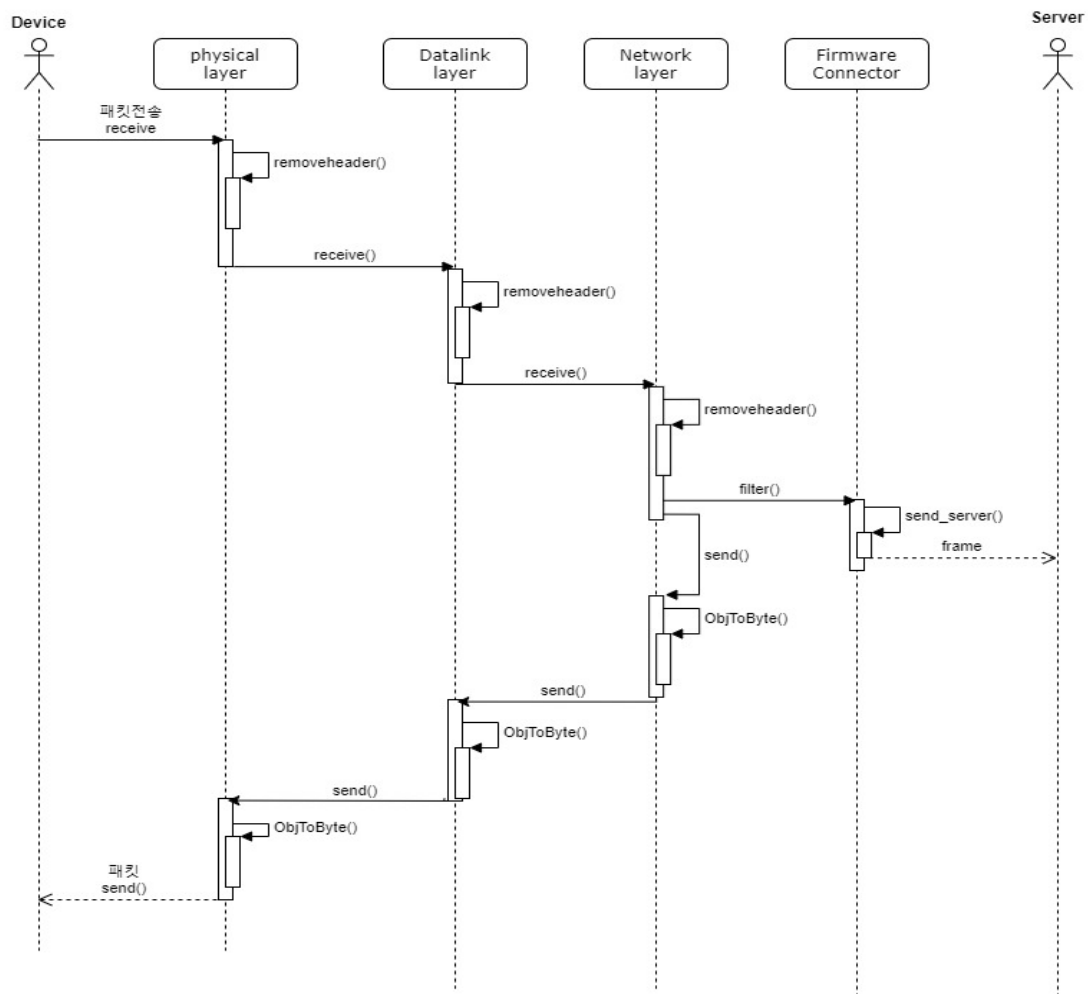 Device
Server
physical
layer
Datalink
layer
Network
layer
Firmware
Connector
패킷전송
receive
removeheader()
receive()
removeheader()
receive()
removeheader()
filter()
send_server()
frame
send()
ObjToByte()
send()
ObjToByte()
send()
ObjToByte()
패킷
send()